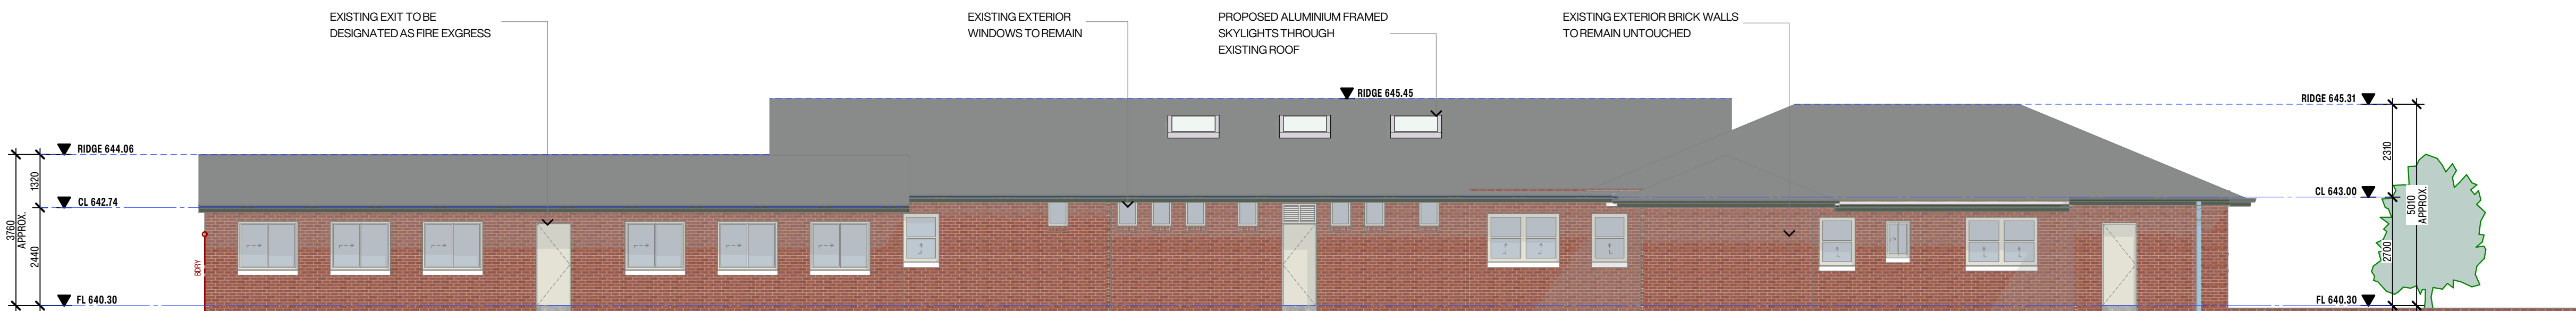 EXISTING EXIT TO BE
DESIGNATED AS FIRE EXGRESS
EXISTING EXTERIOR
WINDOWS TO REMAIN
PROPOSED ALUMINIUM FRAMED
SKYLIGHTS THROUGH
EXISTING ROOF
EXISTING EXTERIOR BRICK WALLS
TO REMAIN UNTOUCHED
RIDGE 645.45
RIDGE 645.31
RIDGE 644.06
CL 642.74
FL 640.30
3760
APPROX.
1320
2440
BDRY
CL 643.00
FL 640.30
2310
2700
5010
APPROX.